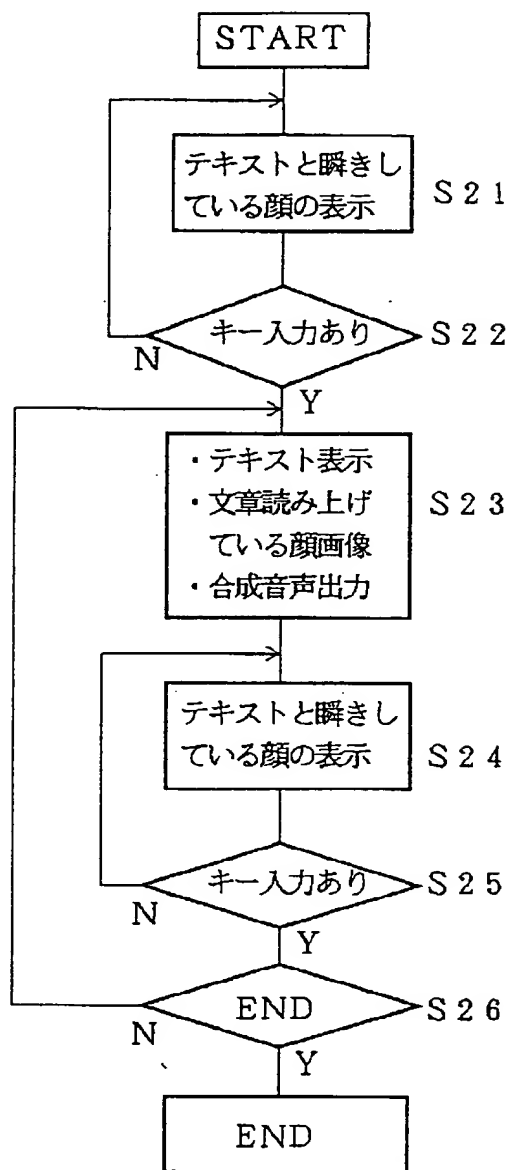 START
テキストと瞬きし
ている顔の表示
S21
キー入力あり
S22
N
Y
・テキスト表示
・文章読み上げ
ている顔画像
・合成音声出力
S23
テキストと瞬きし
ている顔の表示
S24
キー入力あり
S25
N
Y
END
S26
N
Y
END